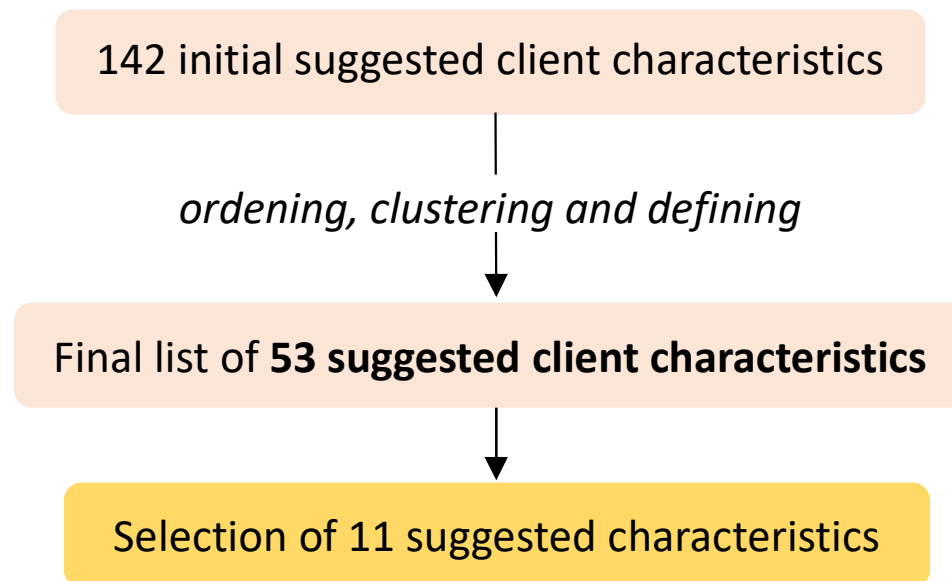 142 initial suggested client characteristics
ordening, clustering and defining
Final list of 53 suggested client characteristics
Selection of 11 suggested characteristics